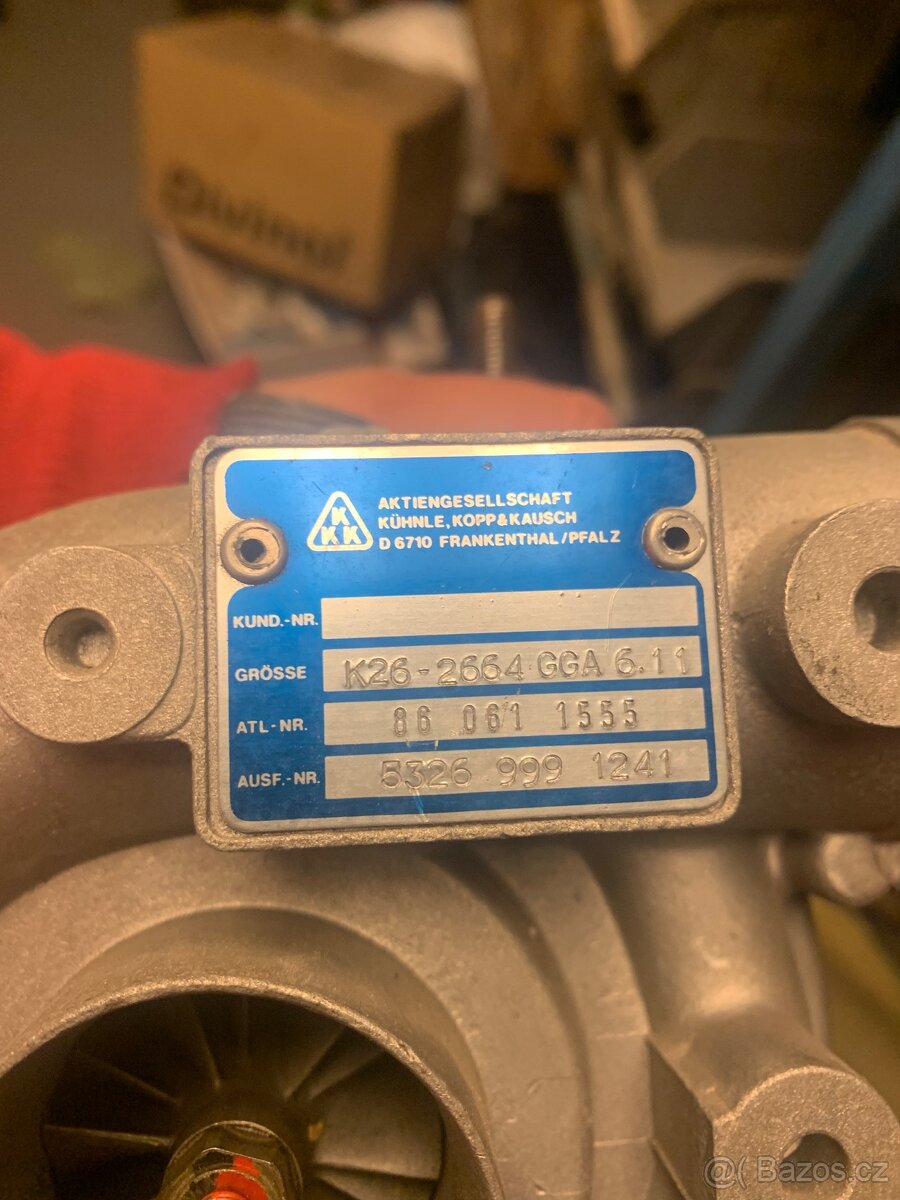 Divinol
K
K K
AKTIENGESELLSCHAFT
KÜHNLE, KOPP & KAUSCH
D 6710 FRANKENTHAL/PFALZ
KUND.-NR.
GRÖSSE K26-2664 GGA 6.11
ATL-NR. 86 061 1555
AUSF.-NR. 5326 999 1241
@( Bazos.cz